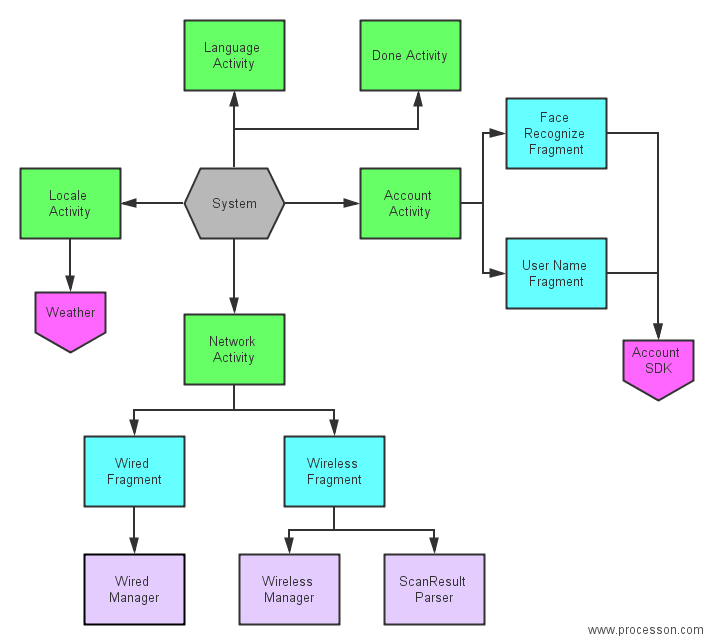 Language
Activity
Done Activity
Face
Recognize
Fragment
Locale
Activity
System
Account
Activity
User Name
Fragment
Weather
Network
Activity
Account
SDK
Wired
Fragment
Wireless
Fragment
Wired
Manager
Wireless
Manager
ScanResult
Parser
www.processon.com